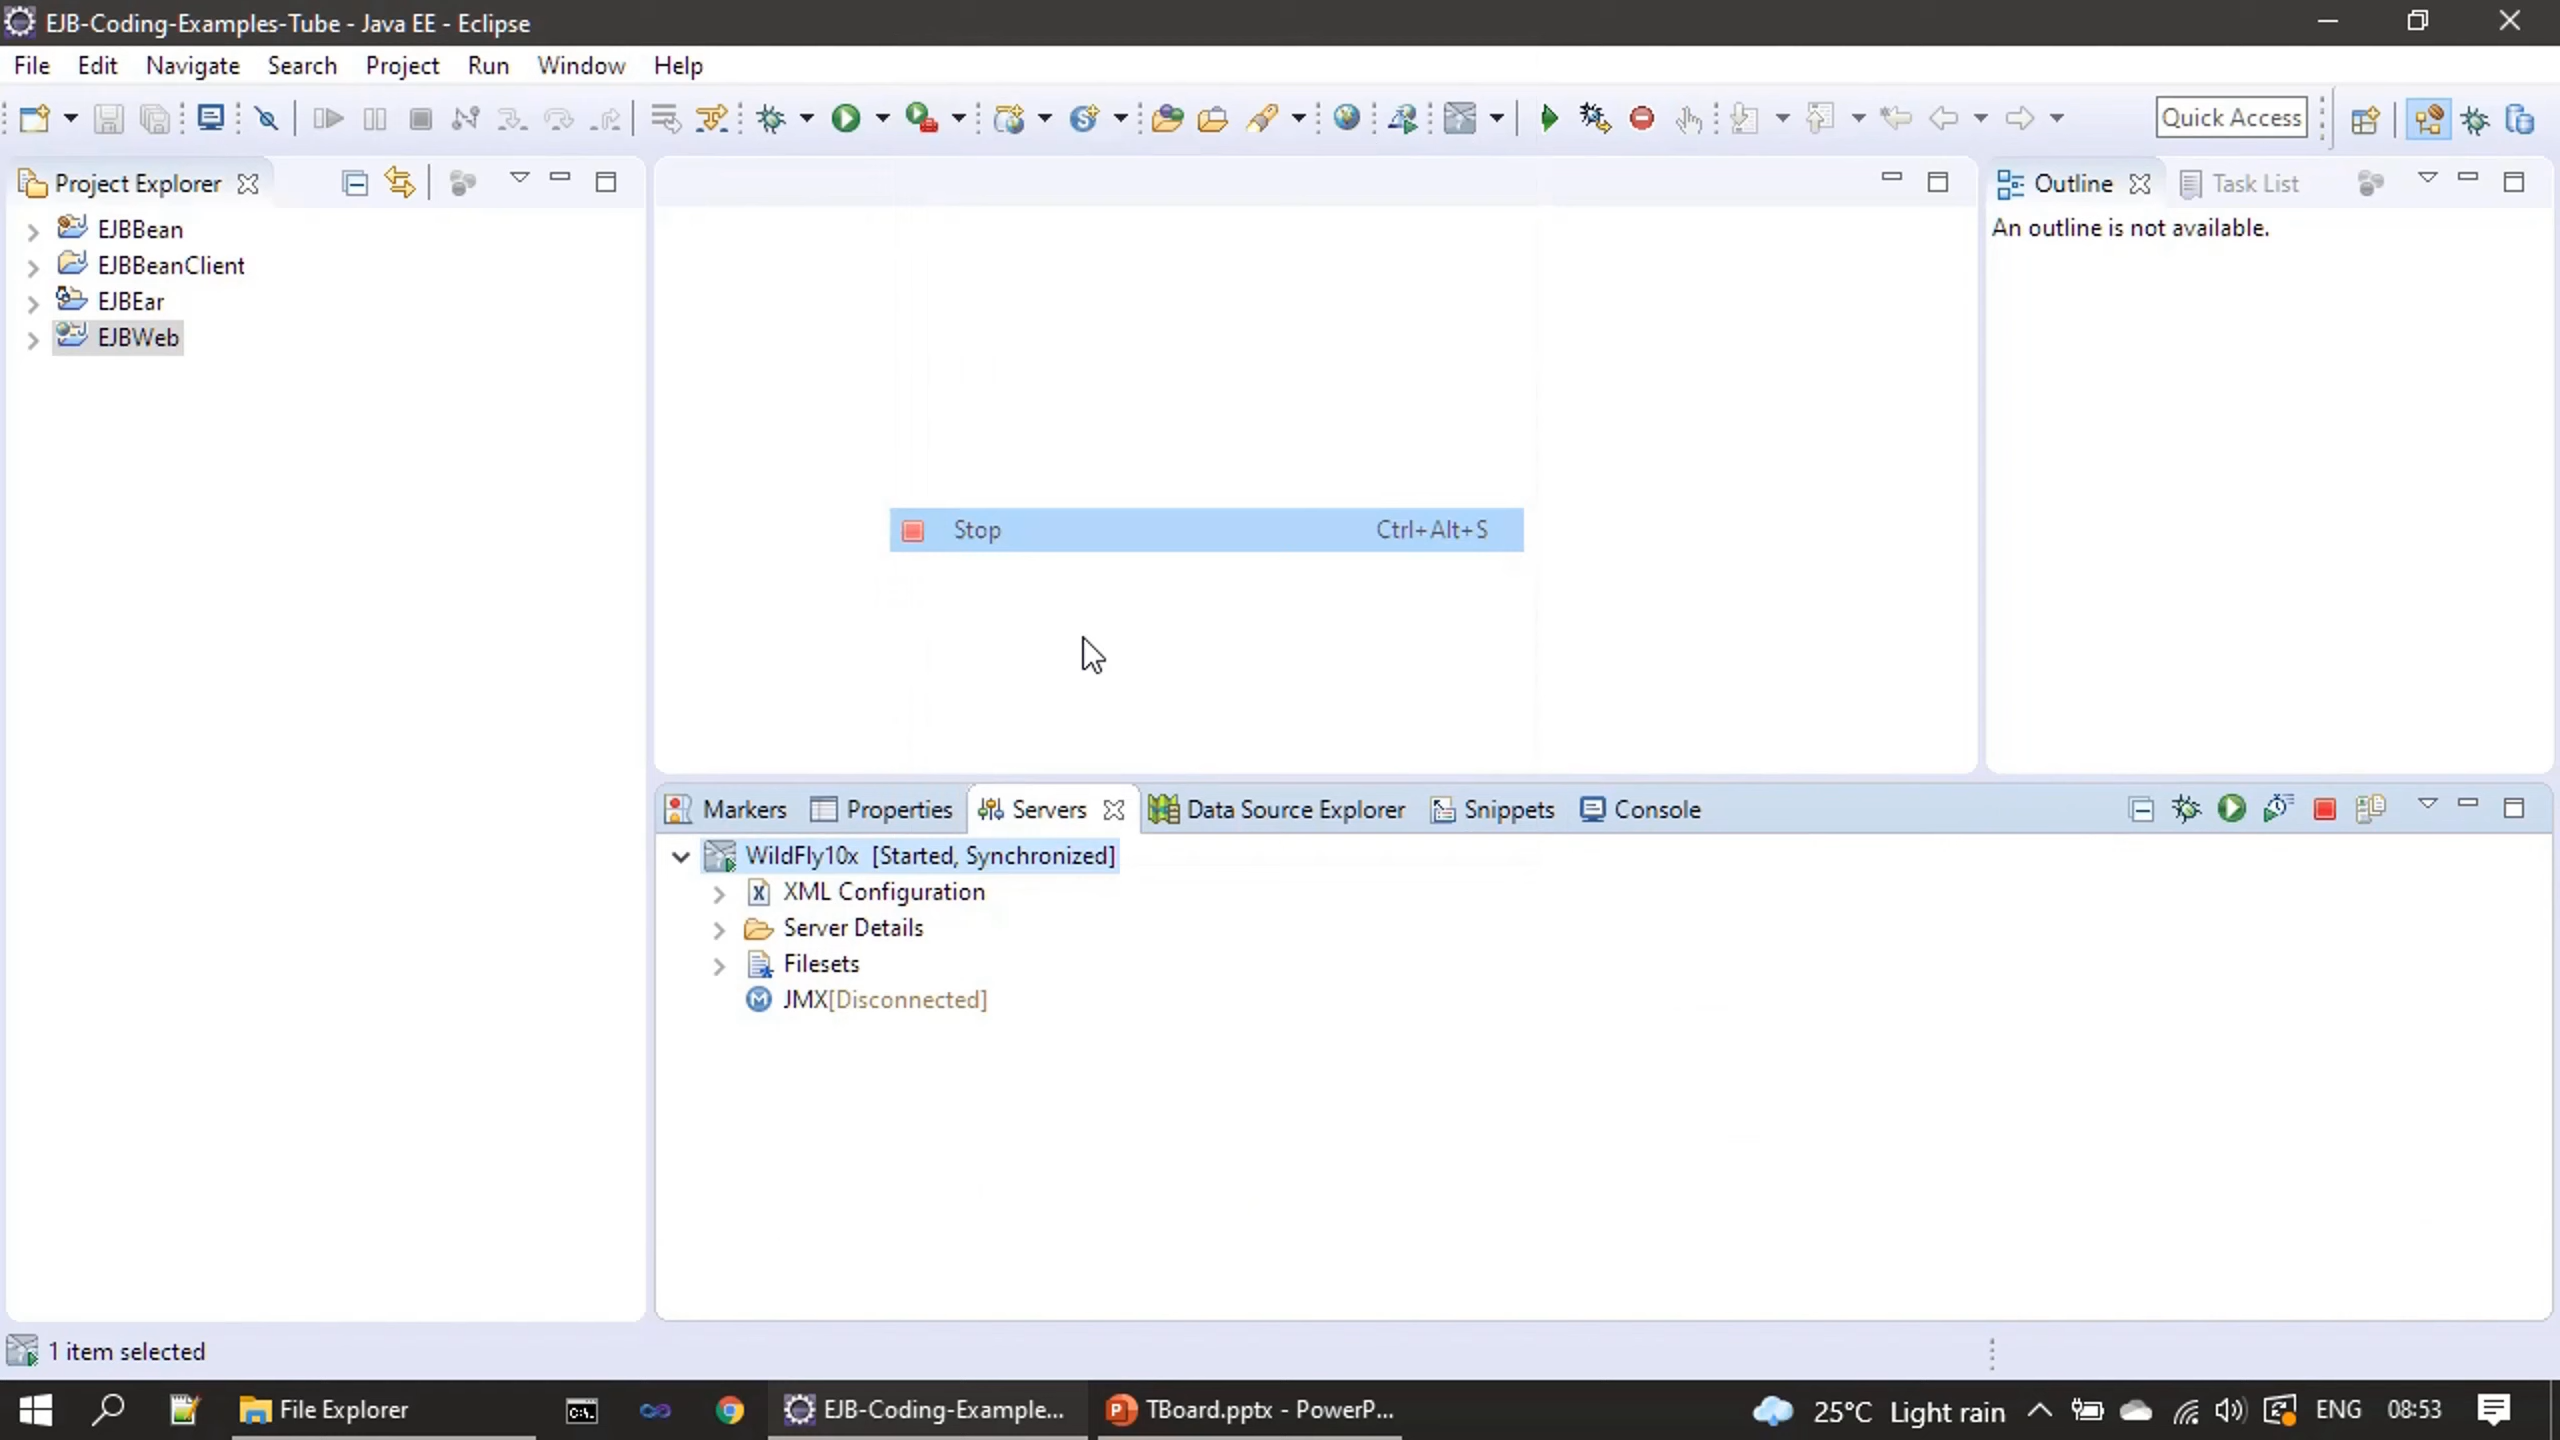 EJB-Coding-Examples-Tube - Java EE - Eclipse
File Edit Navigate Search Project Run Window Help
Quick Access
Project Explorer
EJBBean
EJBBeanClient
EJBEar
EJBWeb
Outline Task List
An outline is not available.
Stop Ctrl+Alt+S
Markers Properties Servers Data Source Explorer Snippets Console
WildFly10x [Started, Synchronized]
XML Configuration
Server Details
Filesets
JMX[Disconnected]
1 item selected
File Explorer EJB-Coding-Example... TBoard.pptx - PowerP... 25°C Light rain ENG 08:53